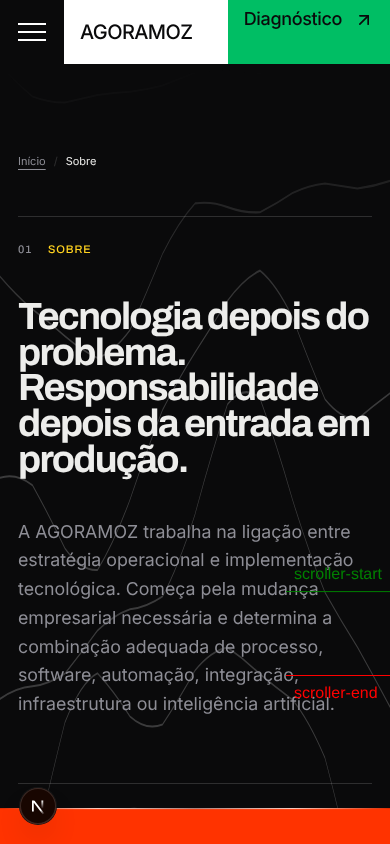 AGORAMOZ
Diagnóstico
Início / Sobre
01 SOBRE
Tecnologia depois do
problema.
Responsabilidade
depois da entrada em
produção.
A AGORAMOZ trabalha na ligação entre
estratégia operacional e implementação
scroller-start
tecnológica. Começa pela mudança
empresarial necessária e determina a
combinação adequada de processo,
software, automação, integração,
scroller-end
infraestrutura ou inteligência artificial.
N